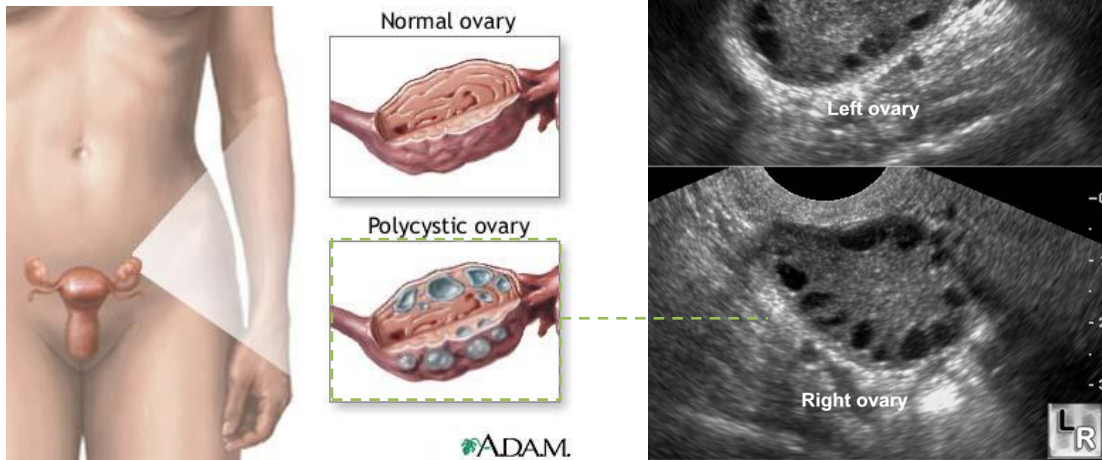 Normal ovary
Polycystic ovary
A.D.A.M.
Left ovary
Right ovary
L
R